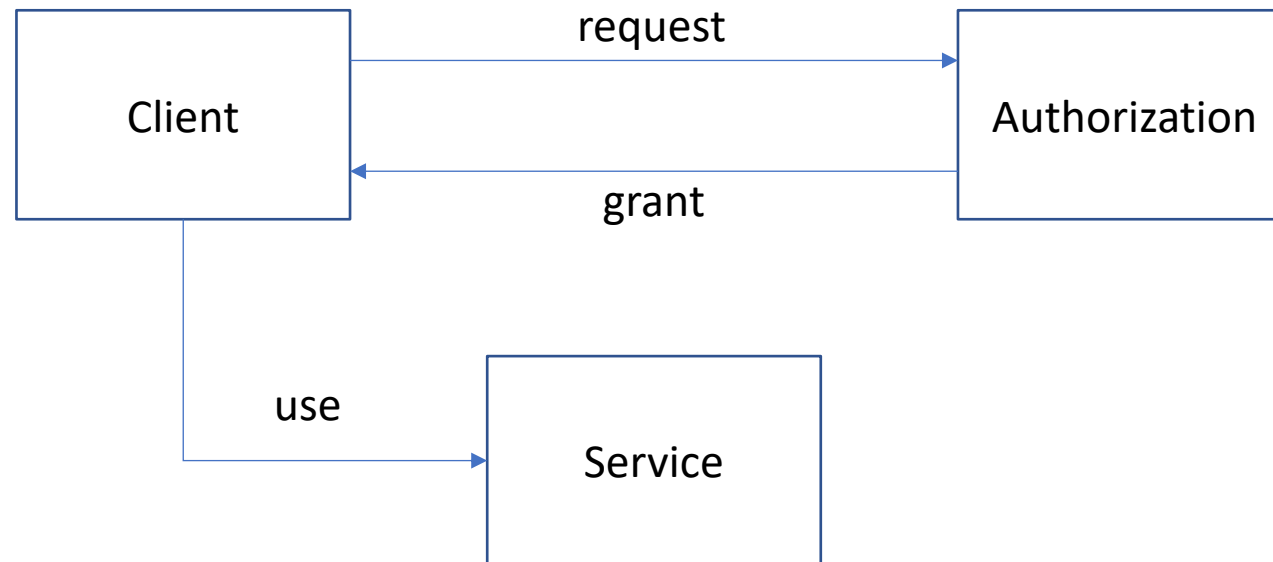 request
Client
Authorization
grant
use
Service